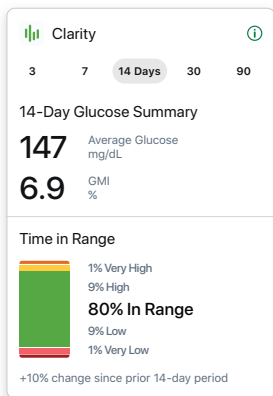 Clarity
3 7 14 Days 30 90
14-Day Glucose Summary
147 Average Glucose
mg/dL
6.9 GMI
%
Time in Range
1% Very High
9% High
80% In Range
9% Low
1% Very Low
+10% change since prior 14-day period